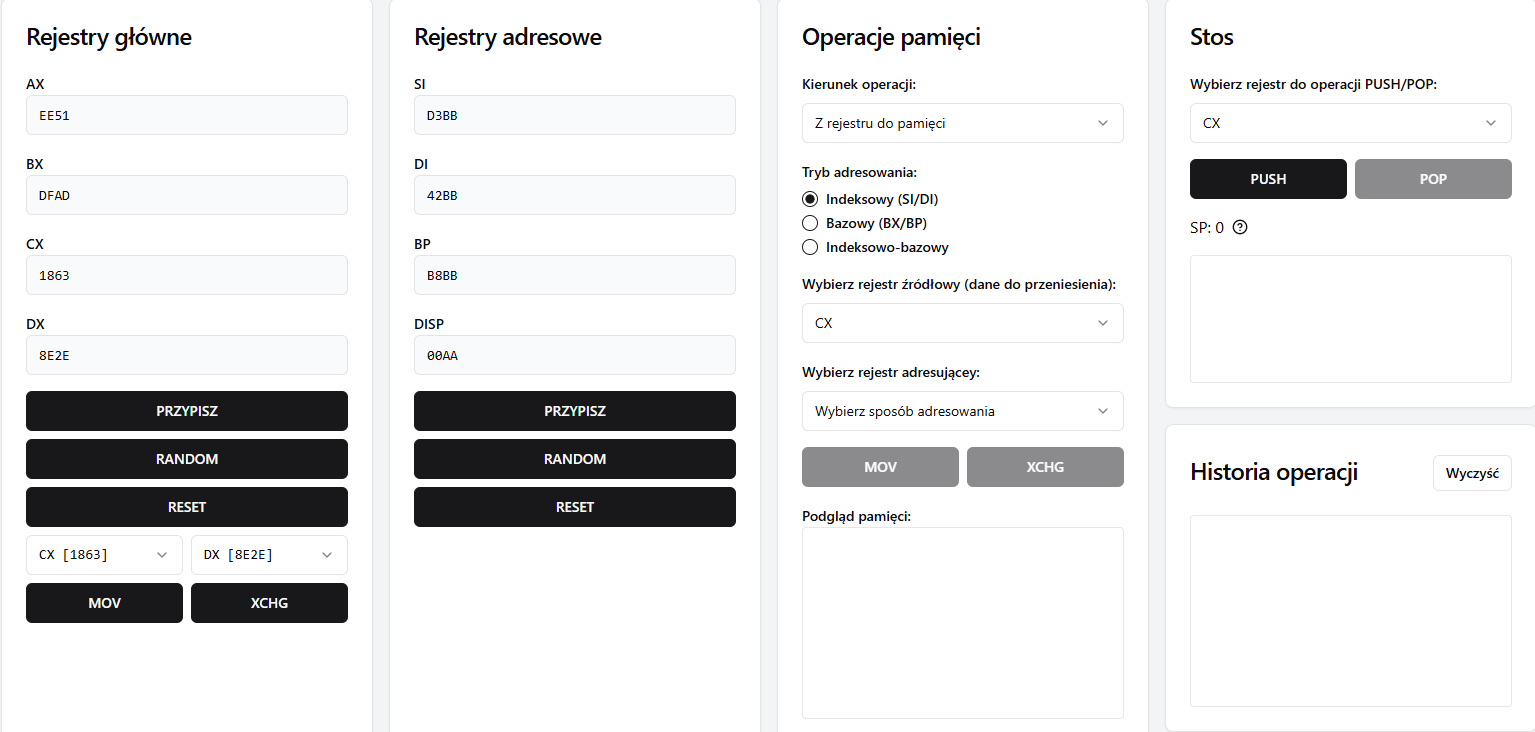 Rejestry główne
AX
EE51
BX
DFAD
CX
1863
DX
8E2E
PRZYPISZ
RANDOM
RESET
CX [1863]
DX [8E2E]
MOV
XCHG
Rejestry adresowe
SI
D3BB
DI
42BB
BP
B8BB
DISP
00AA
PRZYPISZ
RANDOM
RESET
Operacje pamięci
Kierunek operacji:
Z rejestru do pamięci
Tryb adresowania:
Indeksowy (SI/DI)
Bazowy (BX/BP)
Indeksowo-bazowy
Wybierz rejestr źródłowy (dane do przeniesienia):
CX
Wybierz rejestr adresującey:
Wybierz sposób adresowania
MOV
XCHG
Podgląd pamięci:
Stos
Wybierz rejestr do operacji PUSH/POP:
CX
PUSH
POP
SP: 0
Historia operacji
Wyczyść